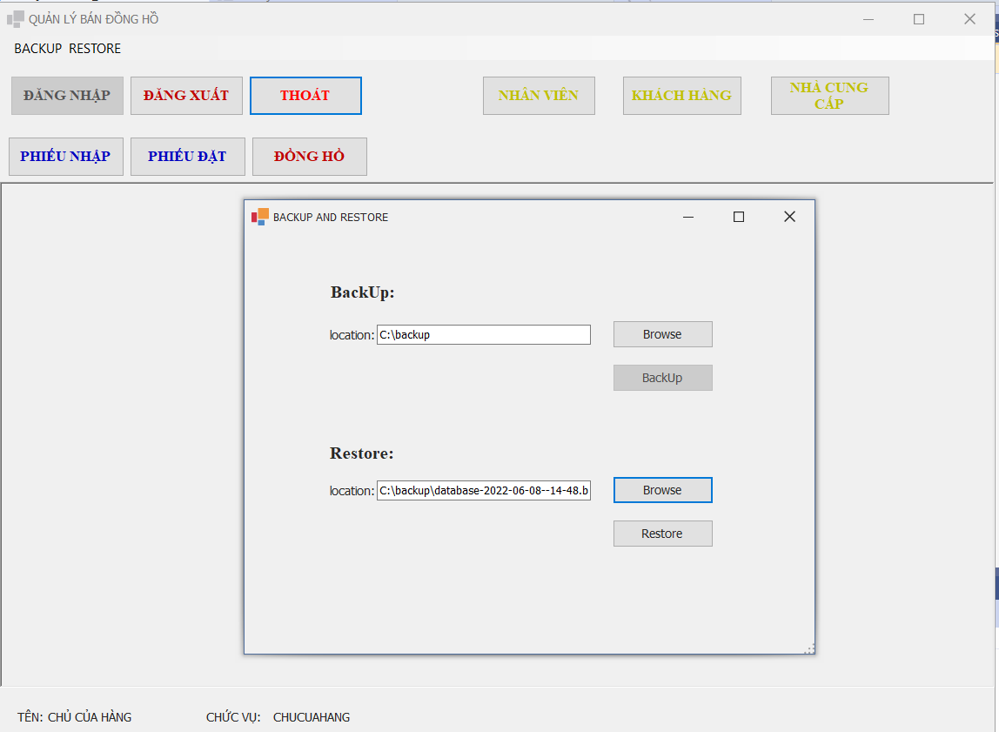 QUẢN LÝ BÁN ĐỒNG HỒ
BACKUP RESTORE
ĐĂNG NHẬP ĐĂNG XUẤT THOÁT NHÂN VIÊN KHÁCH HÀNG NHÀ CUNG CẤP
PHIẾU NHẬP PHIẾU ĐẶT ĐỒNG HỒ
BACKUP AND RESTORE
BackUp:
location: C:\backup Browse
BackUp
Restore:
location: C:\backup\database-2022-06-08--14-48.b Browse
Restore
TÊN: CHỦ CỦA HÀNG CHỨC VỤ: CHUCUAHANG